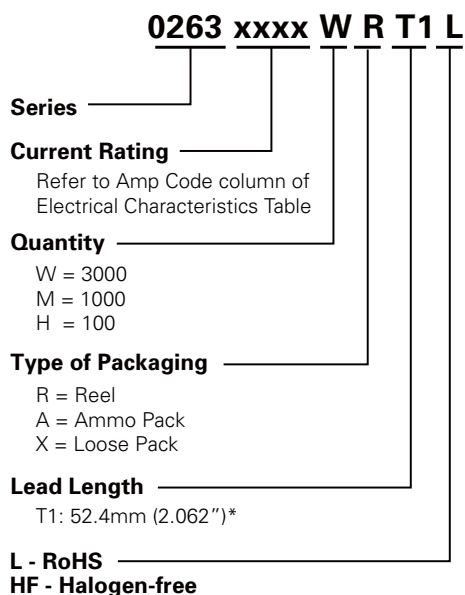 0263 xxxx W R T1 L
Series
Current Rating
Refer to Amp Code column of
Electrical Characteristics Table
Quantity
W = 3000
M = 1000
H = 100
Type of Packaging
R = Reel
A = Ammo Pack
X = Loose Pack
Lead Length
T1: 52.4mm (2.062″)*
L - RoHS
HF - Halogen-free